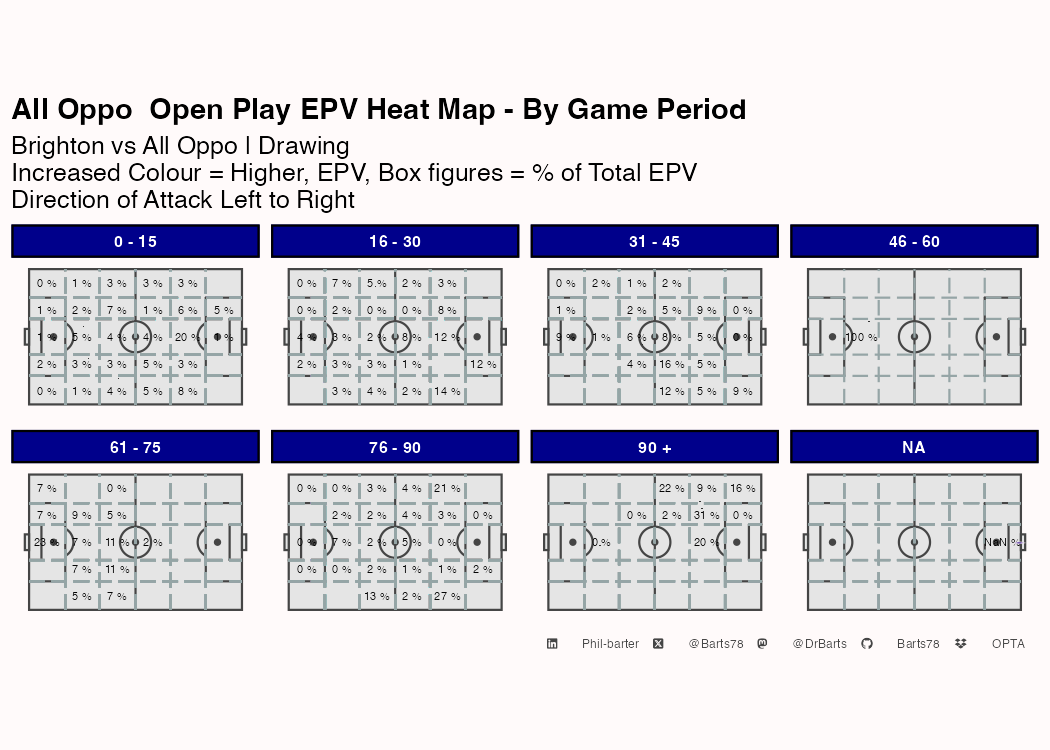 All Oppo  Open Play EPV Heat Map - By Game Period
Brighton vs All Oppo | Drawing
Increased Colour = Higher, EPV, Box figures = % of Total EPV
Direction of Attack Left to Right
0 - 15 16 - 30 31 - 45 46 - 60
0 % 1 % 3 % 3 % 3 % 0 % 7 % 5 % 2 % 3 % 0 % 2 % 1 % 2 %
1 % 2 % 7 % 1 % 6 % 5 % 0 % 2 % 0 % 0 % 8 % 1 % 2 % 5 % 9 % 0 %
1 % 5 % 4 % 4 % 20 % 1 % 4 % 3 % 2 % 8 % 12 % 9 % 1 % 6 % 8 % 5 % 0 % 100 %
2 % 3 % 3 % 5 % 3 % 2 % 3 % 3 % 1 % 12 % 4 % 16 % 5 %
0 % 1 % 4 % 5 % 8 % 3 % 4 % 2 % 14 % 12 % 5 % 9 %
61 - 75 76 - 90 90 + NA
7 % 0 % 0 % 0 % 3 % 4 % 21 % 22 % 9 % 16 %
7 % 9 % 5 % 2 % 2 % 4 % 3 % 0 % 0 % 2 % 31 % 0 %
23 % 7 % 11 % 2 % 0 % 7 % 2 % 5 % 0 % 0 % 20 % NaN %
7 % 11 % 0 % 0 % 2 % 1 % 1 % 2 %
5 % 7 % 13 % 2 % 27 %
Phil-barter @Barts78 @DrBarts Barts78 OPTA